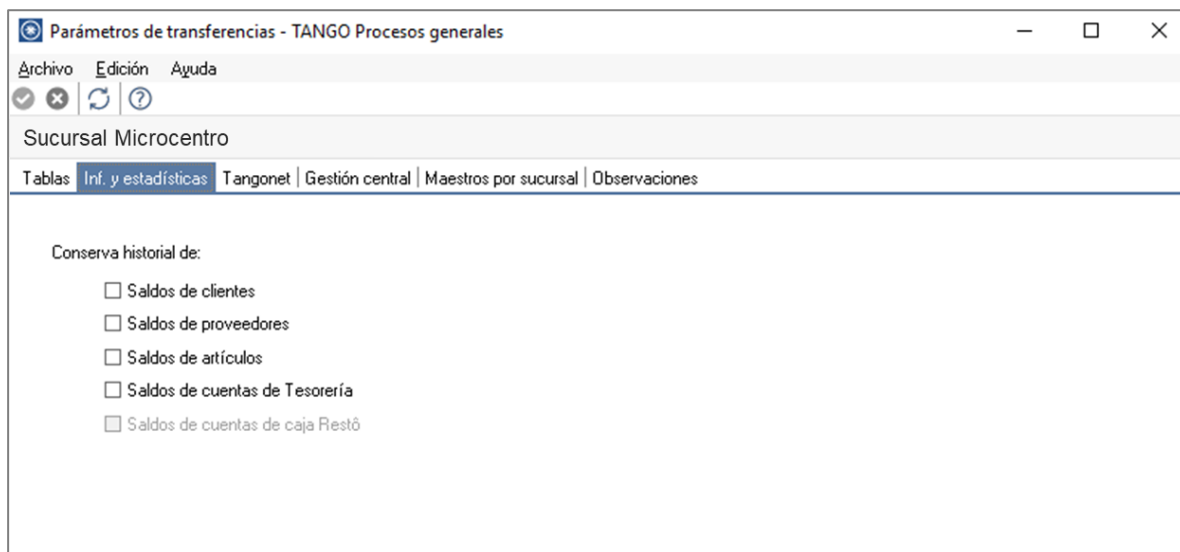 Parámetros de transferencias - TANGO Procesos generales
Archivo Edición Ayuda
Sucursal Microcentro
Tablas Inf. y estadísticas Tangonet Gestión central Maestros por sucursal Observaciones
Conserva historial de:
Saldos de clientes
Saldos de proveedores
Saldos de artículos
Saldos de cuentas de Tesorería
Saldos de cuentas de caja Restô